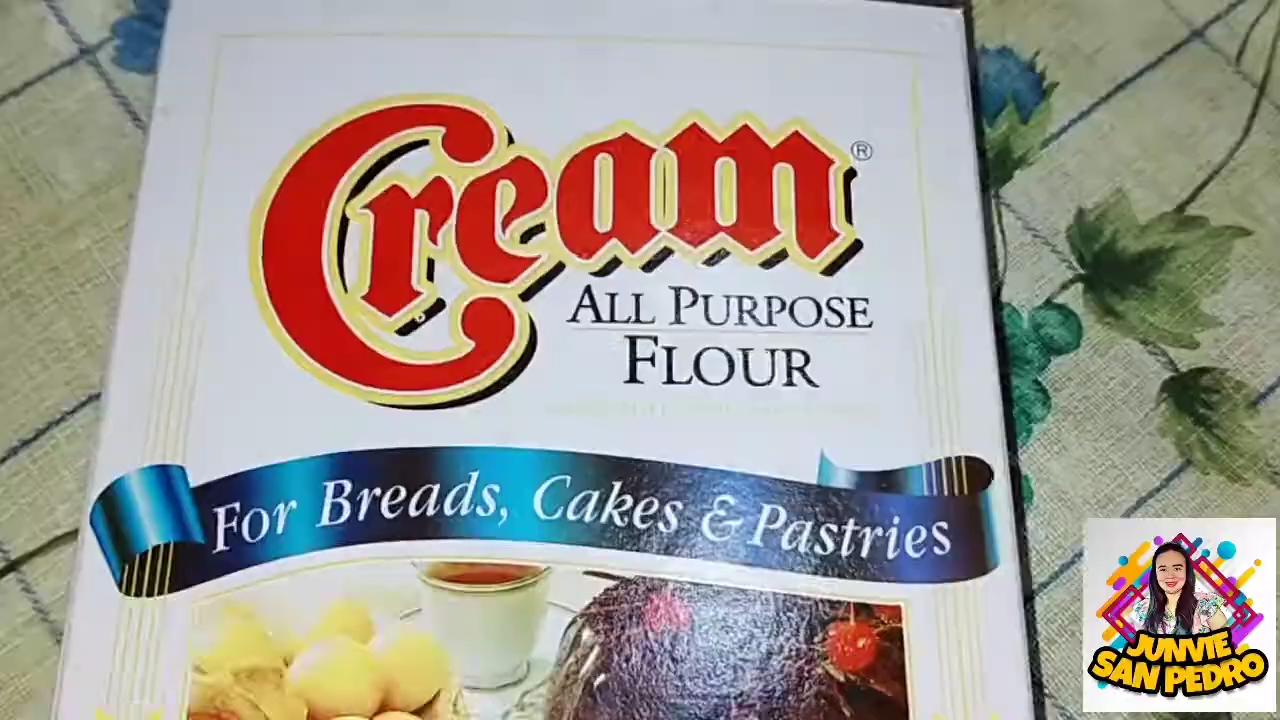 Cream®
ALL PURPOSE
FLOUR
For Breads, Cakes & Pastries
JUNVIE
SAN PEDRO